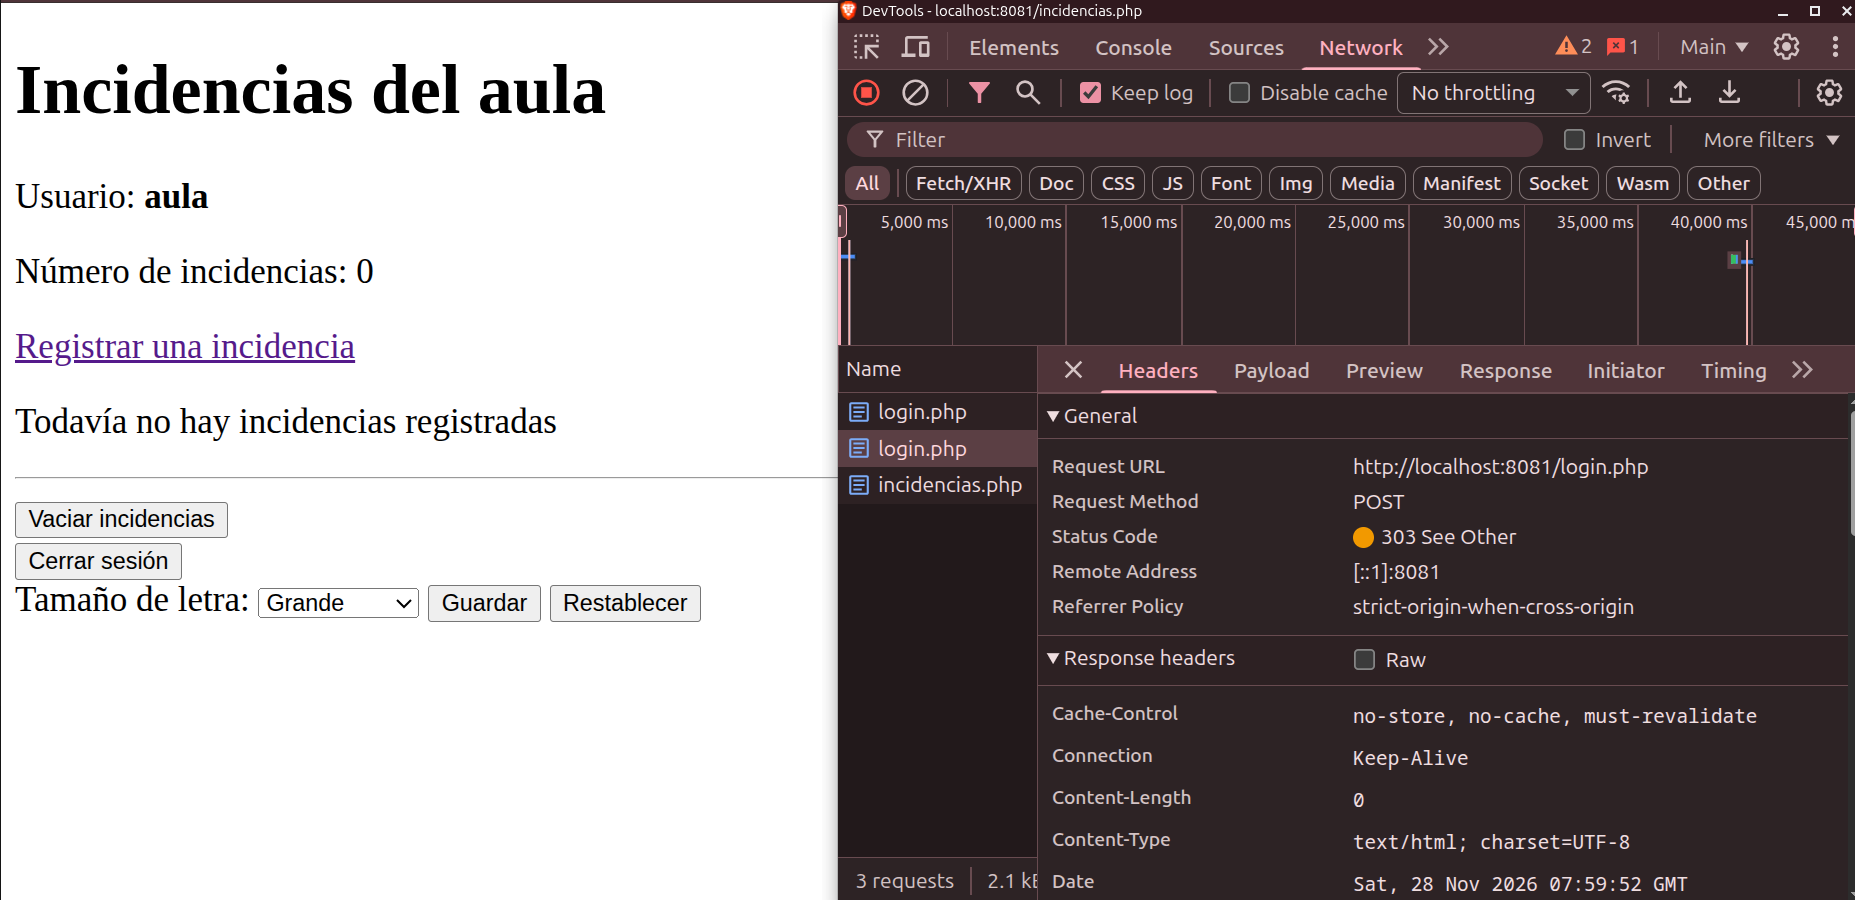 Incidencias del aula
Usuario: aula
Número de incidencias: 0
Registrar una incidencia
Todavía no hay incidencias registradas
Vaciar incidencias
Cerrar sesión
Tamaño de letra: Grande Guardar Restablecer
DevTools - localhost:8081/incidencias.php
Elements Console Sources Network 2 1 Main
Keep log Disable cache No throttling
Filter Invert More filters
All Fetch/XHR Doc CSS JS Font Img Media Manifest Socket Wasm Other
5,000 ms 10,000 ms 15,000 ms 20,000 ms 25,000 ms 30,000 ms 35,000 ms 40,000 ms 45,000 m
Name
login.php
login.php
incidencias.php
3 requests 2.1 kB
Headers Payload Preview Response Initiator Timing
General
Request URL http://localhost:8081/login.php
Request Method POST
Status Code 303 See Other
Remote Address [::1]:8081
Referrer Policy strict-origin-when-cross-origin
Response headers Raw
Cache-Control no-store, no-cache, must-revalidate
Connection Keep-Alive
Content-Length 0
Content-Type text/html; charset=UTF-8
Date Sat, 28 Nov 2026 07:59:52 GMT